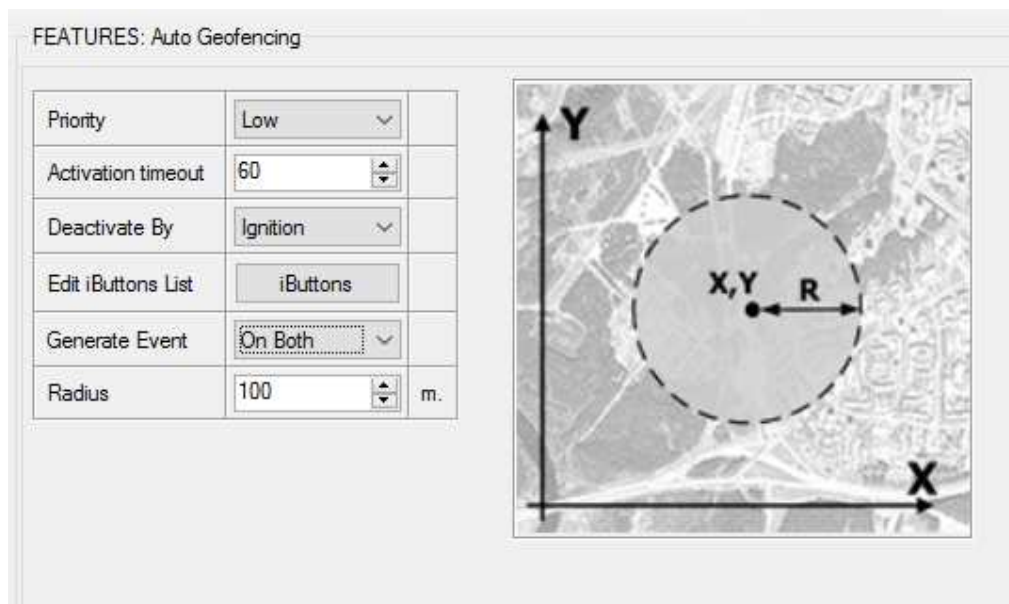 FEATURES: Auto Geofencing
Priority Low
Activation timeout 60
Deactivate By Ignition
Edit iButtons List iButtons
Generate Event On Both
Radius 100 m.
Y
X,Y R
X